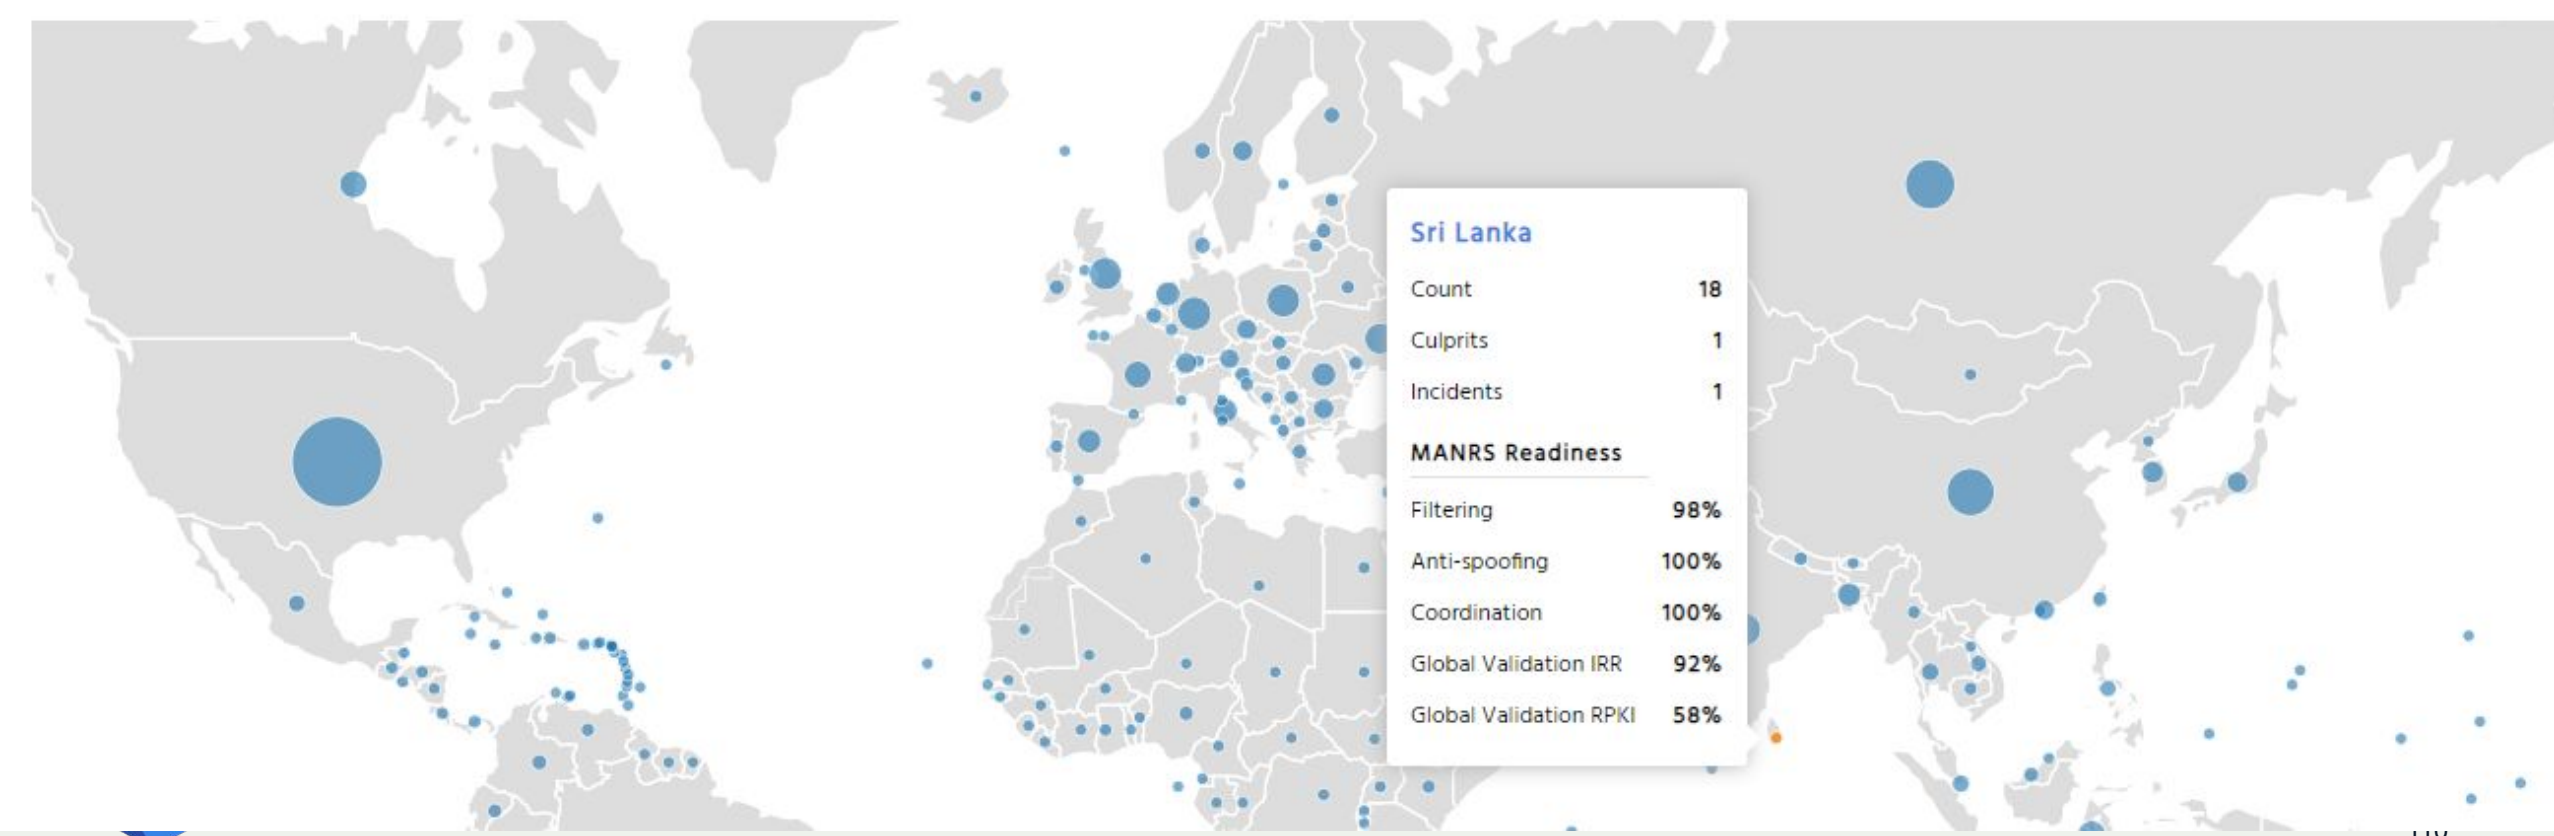 Sri Lanka
Count 18
Culprits 1
Incidents 1
MANRS Readiness
Filtering 98%
Anti-spoofing 100%
Coordination 100%
Global Validation IRR 92%
Global Validation RPKI 58%